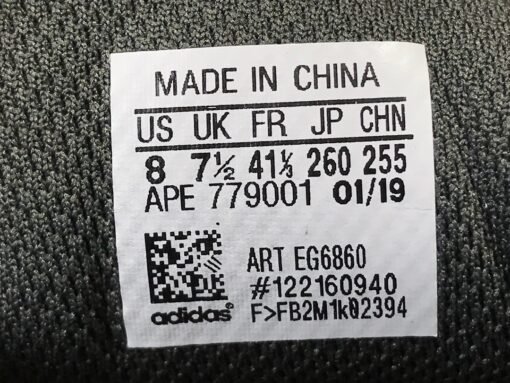 MADE IN CHINA
US UK FR JP CHN
8 7½ 41⅓ 260 255
APE 779001 01/19
ART EG6860
#122160940
adidas F>FB2M1k02394